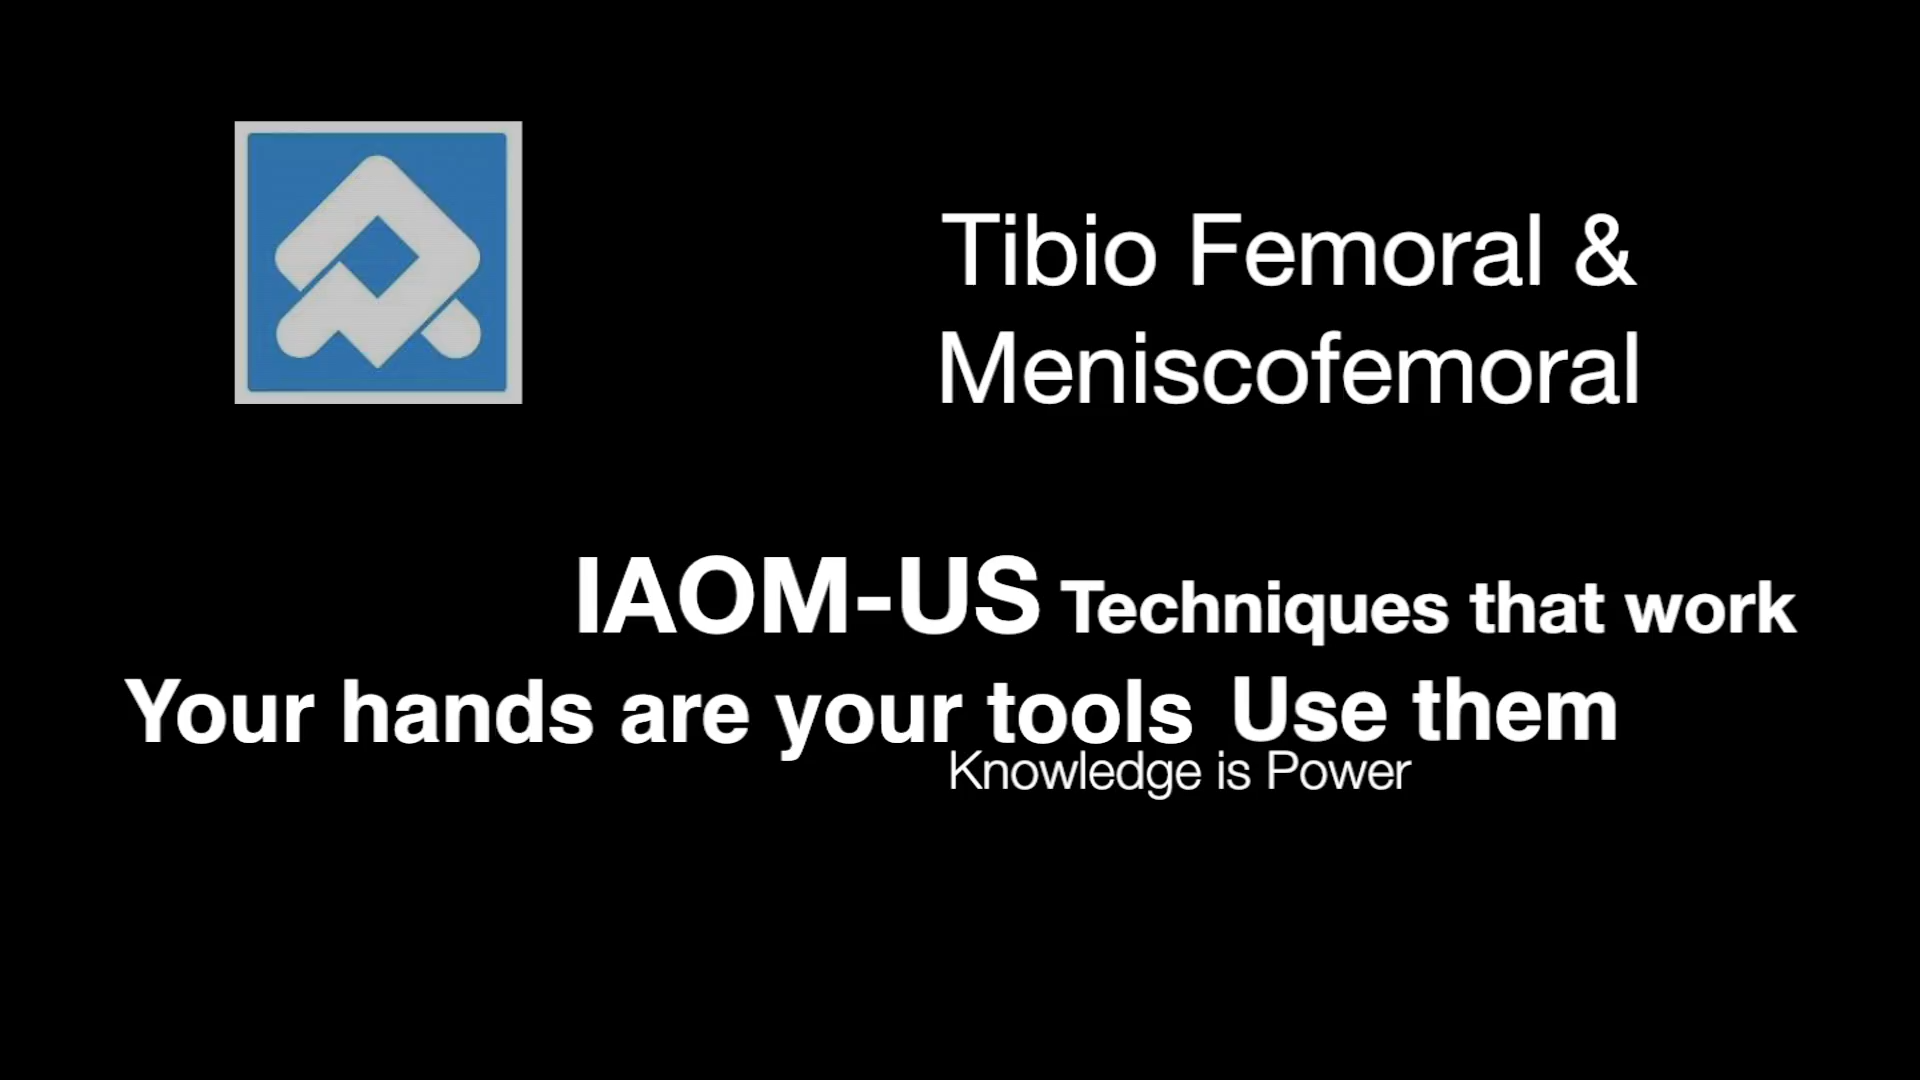 Tibio Femoral &
Meniscofemoral
IAOM-US Techniques that work
Your hands are your tools Use them
Knowledge is Power